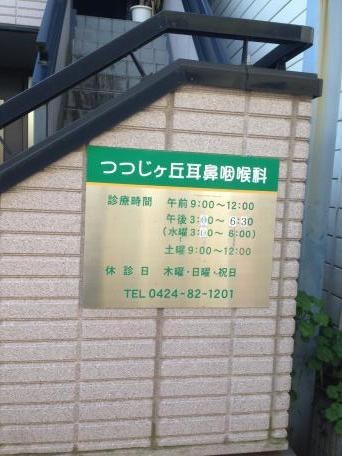 つつじヶ丘耳鼻咽喉科
診療時間 午前 9:00〜12:00
午後 3:00〜 6:30
(水曜 3:00〜 6:00)
土曜 9:00〜12:00
休診日 木曜・日曜・祝日
TEL 0424-82-1201